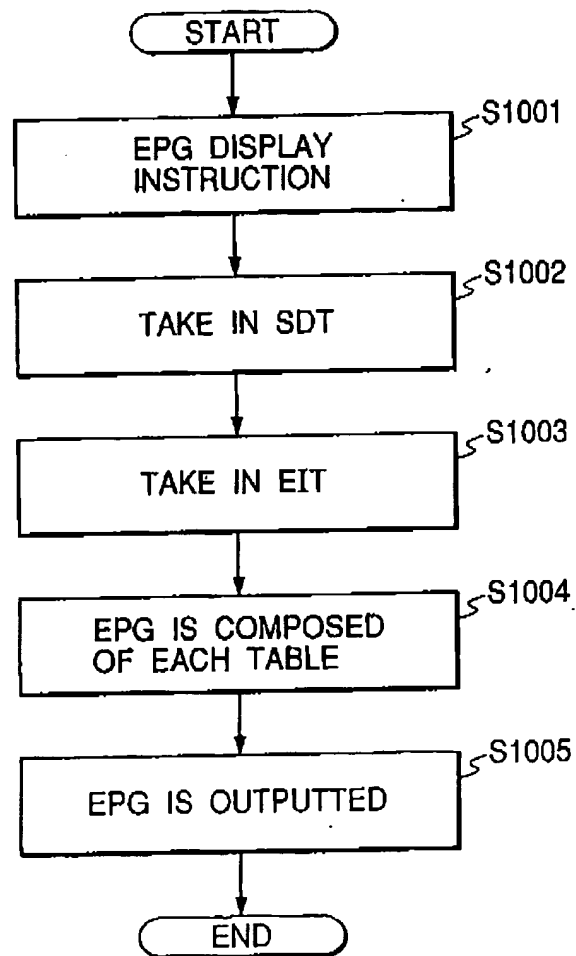 START
S1001
EPG DISPLAY
INSTRUCTION
S1002
TAKE IN SDT
S1003
TAKE IN EIT
S1004
EPG IS COMPOSED
OF EACH TABLE
S1005
EPG IS OUTPUTTED
END